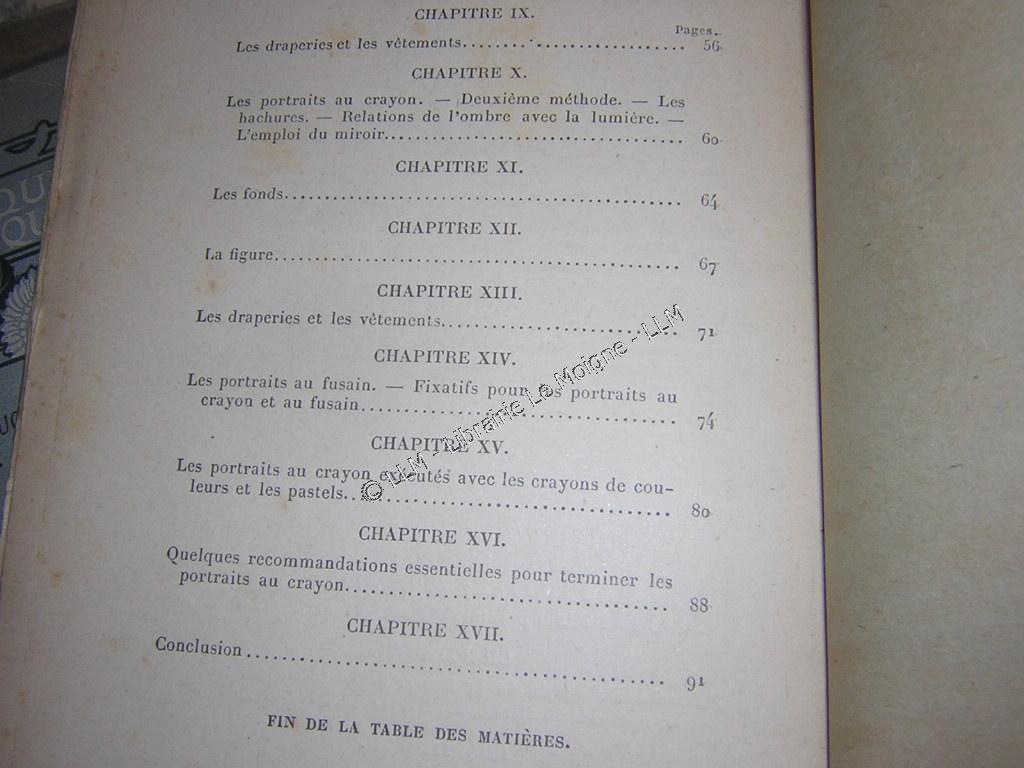 CHAPITRE IX.
Pages.
Les draperies et les vêtements.................................. 56
CHAPITRE X.
Les portraits au crayon. — Deuxième méthode. — Les
hachures. — Relations de l'ombre avec la lumière. —
L'emploi du miroir.......................................... 60
CHAPITRE XI.
Les fonds...................................................... 64
CHAPITRE XII.
La figure...................................................... 67
CHAPITRE XIII.
Les draperies et les vêtements.................................. 71
CHAPITRE XIV.
Les portraits au fusain. — Fixatifs pour les portraits au
crayon et au fusain.......................................... 74
CHAPITRE XV.
Les portraits au crayon exécutés avec les crayons de cou-
leurs et les pastels.......................................... 80
CHAPITRE XVI.
Quelques recommandations essentielles pour terminer les
portraits au crayon.......................................... 88
CHAPITRE XVII.
Conclusion...................................................... 91
FIN DE LA TABLE DES MATIÈRES.
© LLM - Librairie Le Moigne - LLM